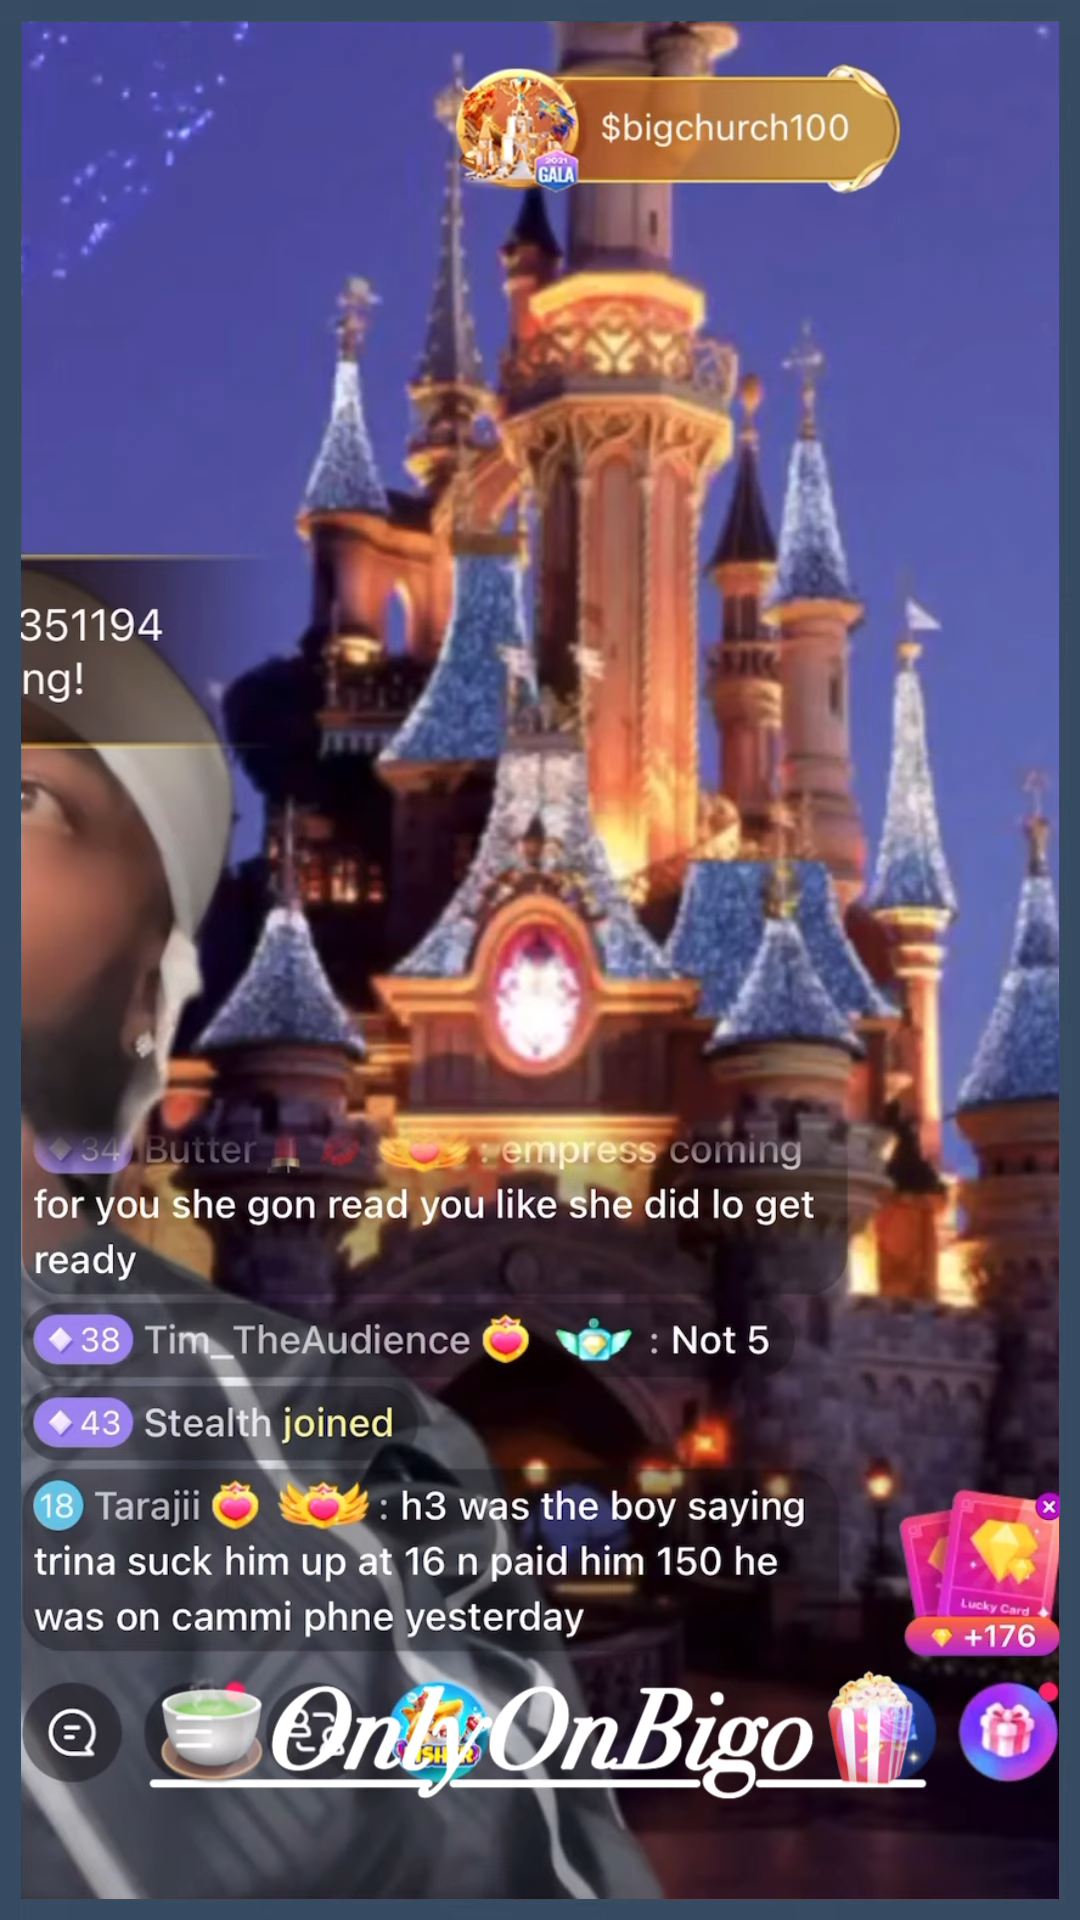 $bigchurch100
2021
GALA
351194
ng!
34 Butter : empress coming
for you she gon read you like she did lo get
ready
38 Tim_TheAudience : Not 5
43 Stealth joined
18 Tarajii : h3 was the boy saying
trina suck him up at 16 n paid him 150 he
was on cammi phne yesterday
Lucky Card
+176
OnlyOnBigo